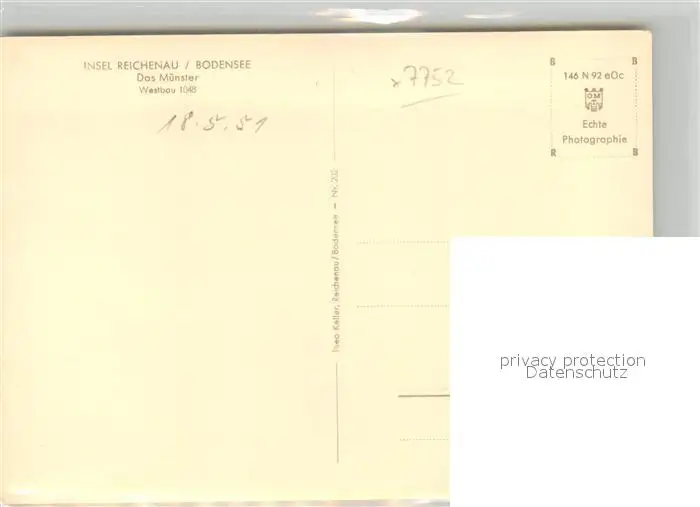 INSEL REICHENAU / BODENSEE
Das Münster
Westbau 1048
18.5.51
x7752
B B
146 N 92 eOc
OM
Echte
Photographie
R B
Theo Keller, Reichenau/Bodensee – Nr. 202
privacy protection
Datenschutz